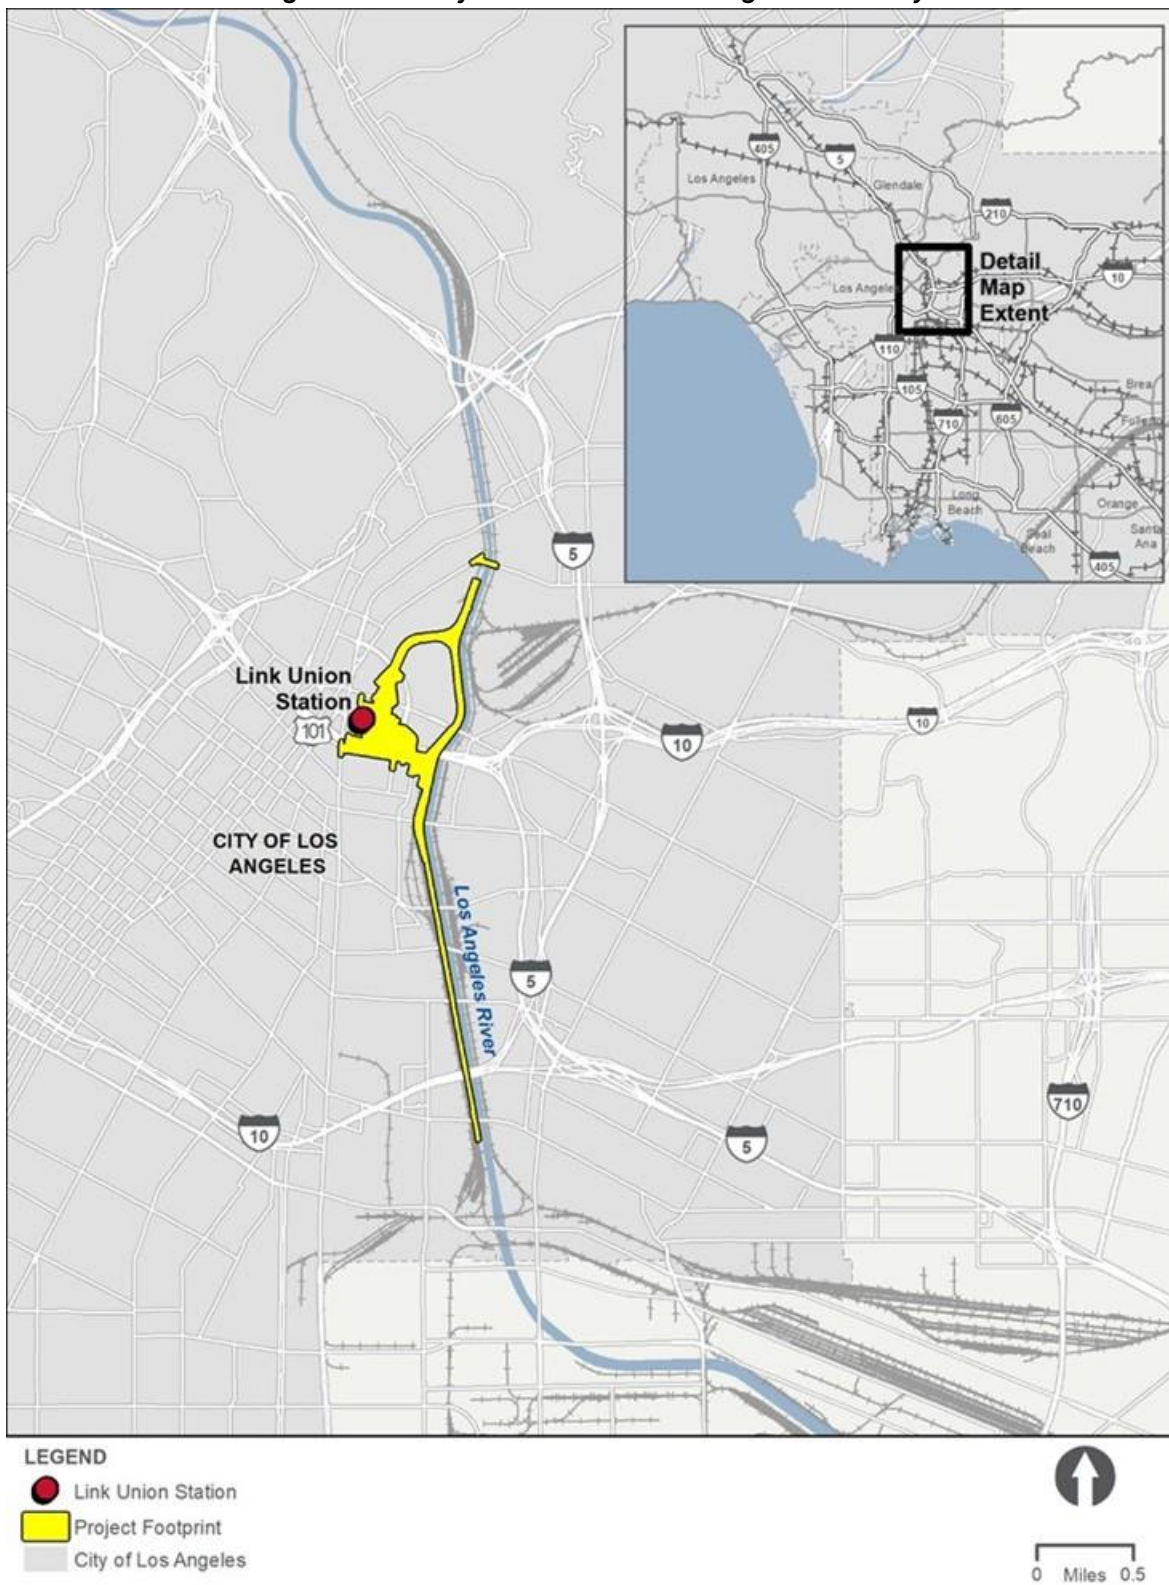 405
5
Los Angeles
Glendale
210
Detail
Map
Extent
10
Los Angeles
110
105
Brea
710
605
Long
Beach
Orange
Seal
Beach
Santa
Ana
405
5
Link Union
Station
101
10
10
CITY OF LOS
ANGELES
Los Angeles River
5
710
10
5
LEGEND
Link Union Station
Project Footprint
City of Los Angeles
0 Miles 0.5